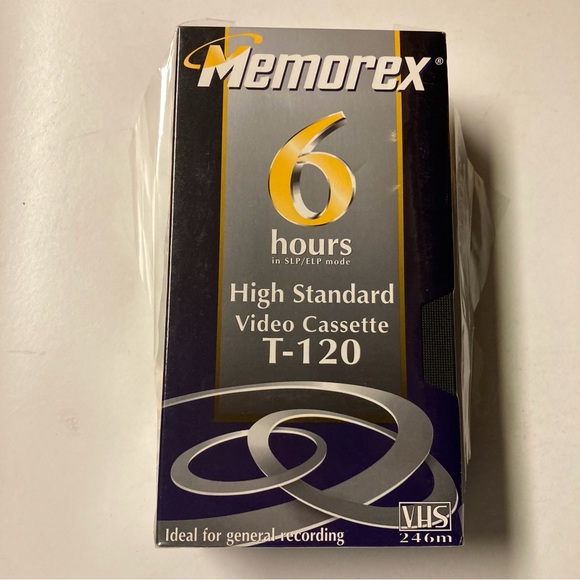 Memorex®
6
hours
in SLP/ELP mode
High Standard
Video Cassette
T-120
VHS
Ideal for general recording
246m